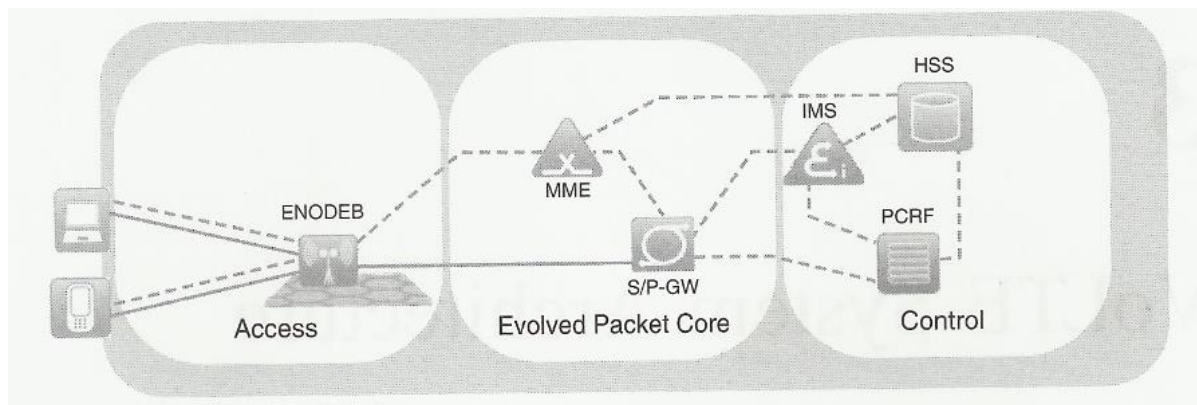 HSS
IMS
MME
ENODEB
PCRF
S/P-GW
Access
Evolved Packet Core
Control